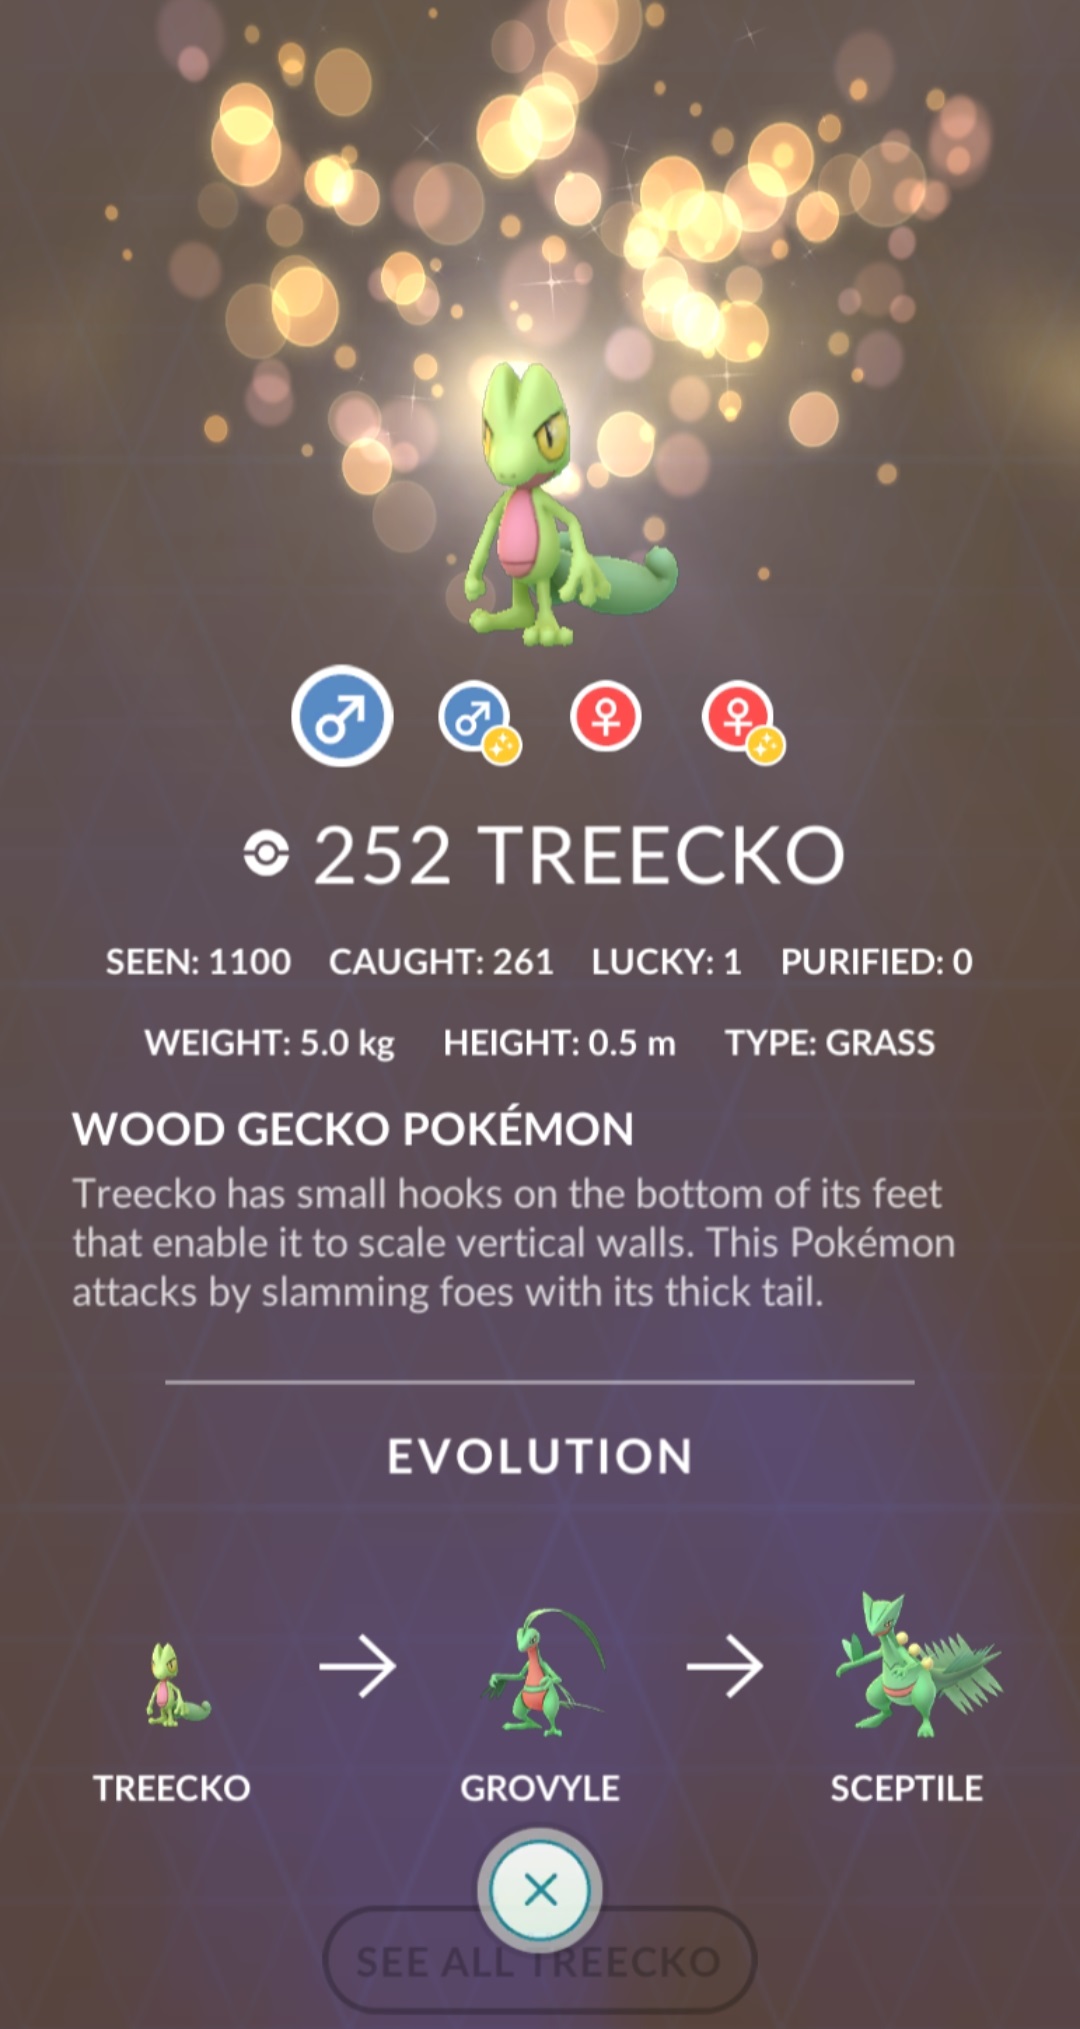 252 TREECKO
SEEN: 1100 CAUGHT: 261 LUCKY: 1 PURIFIED: 0
WEIGHT: 5.0 kg HEIGHT: 0.5 m TYPE: GRASS
WOOD GECKO POKÉMON
Treecko has small hooks on the bottom of its feet
that enable it to scale vertical walls. This Pokémon
attacks by slamming foes with its thick tail.
EVOLUTION
TREECKO GROVYLE SCEPTILE
SEE ALL TREECKO